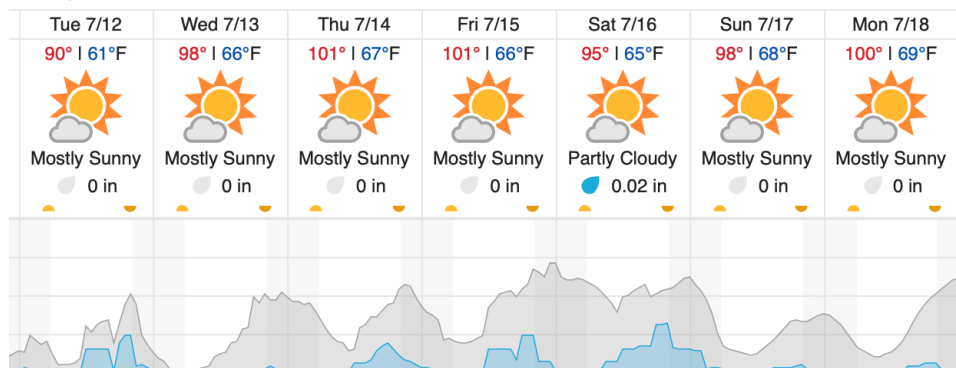 Tue 7/12 Wed 7/13 Thu 7/14 Fri 7/15 Sat 7/16 Sun 7/17 Mon 7/18
90° | 61°F 98° | 66°F 101° | 67°F 101° | 66°F 95° | 65°F 98° | 68°F 100° | 69°F
Mostly Sunny Mostly Sunny Mostly Sunny Mostly Sunny Partly Cloudy Mostly Sunny Mostly Sunny
0 in 0 in 0 in 0 in 0.02 in 0 in 0 in